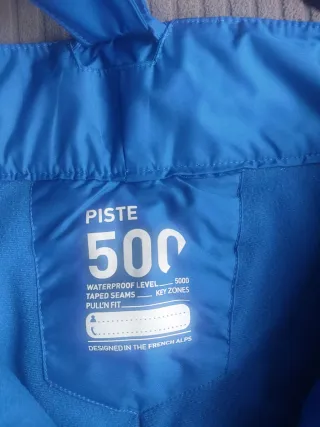 PISTE
500
WATERPROOF LEVEL 5000
TAPED SEAMS KEY ZONES
PULL'N FIT
DESIGNED IN THE FRENCH ALPS